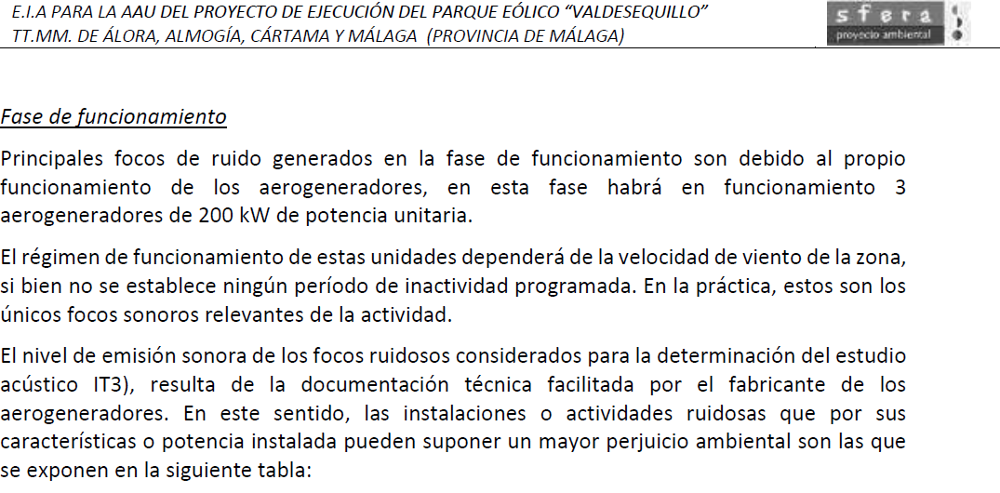 E.I.A PARA LA AAU DEL PROYECTO DE EJECUCIÓN DEL PARQUE EÓLICO “VALDESEQUILLO”
TT.MM. DE ÁLORA, ALMOGÍA, CÁRTAMA Y MÁLAGA (PROVINCIA DE MÁLAGA)
sfera
proyecto ambiental
Fase de funcionamiento
Principales focos de ruido generados en la fase de funcionamiento son debido al propio
funcionamiento de los aerogeneradores, en esta fase habrá en funcionamiento 3
aerogeneradores de 200 kW de potencia unitaria.
El régimen de funcionamiento de estas unidades dependerá de la velocidad de viento de la zona,
si bien no se establece ningún período de inactividad programada. En la práctica, estos son los
únicos focos sonoros relevantes de la actividad.
El nivel de emisión sonora de los focos ruidosos considerados para la determinación del estudio
acústico IT3), resulta de la documentación técnica facilitada por el fabricante de los
aerogeneradores. En este sentido, las instalaciones o actividades ruidosas que por sus
características o potencia instalada pueden suponer un mayor perjuicio ambiental son las que
se exponen en la siguiente tabla: